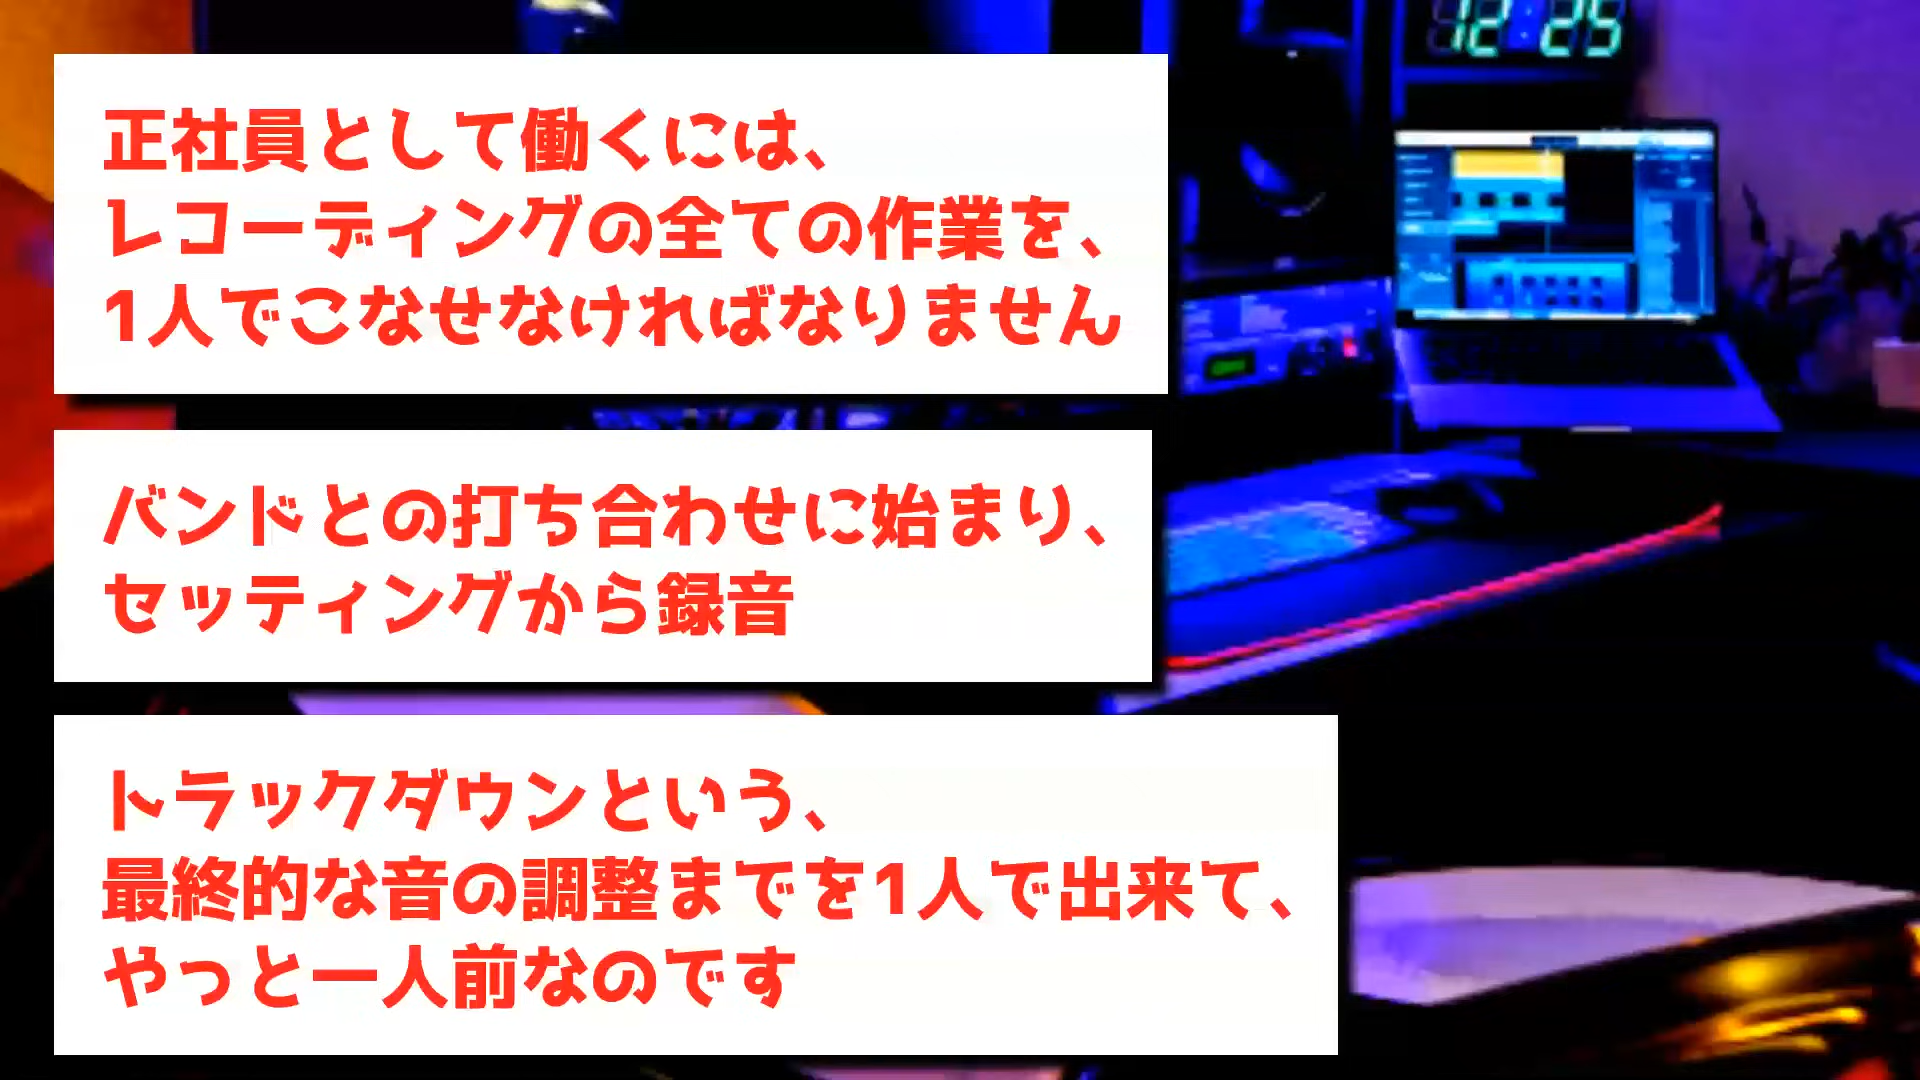 12:25
正社員として働くには、
レコーディングの全ての作業を、
1人でこなせなければなりません
バンドとの打ち合わせに始まり、
セッティングから録音
トラックダウンという、
最終的な音の調整までを1人で出来て、
やっと一人前なのです